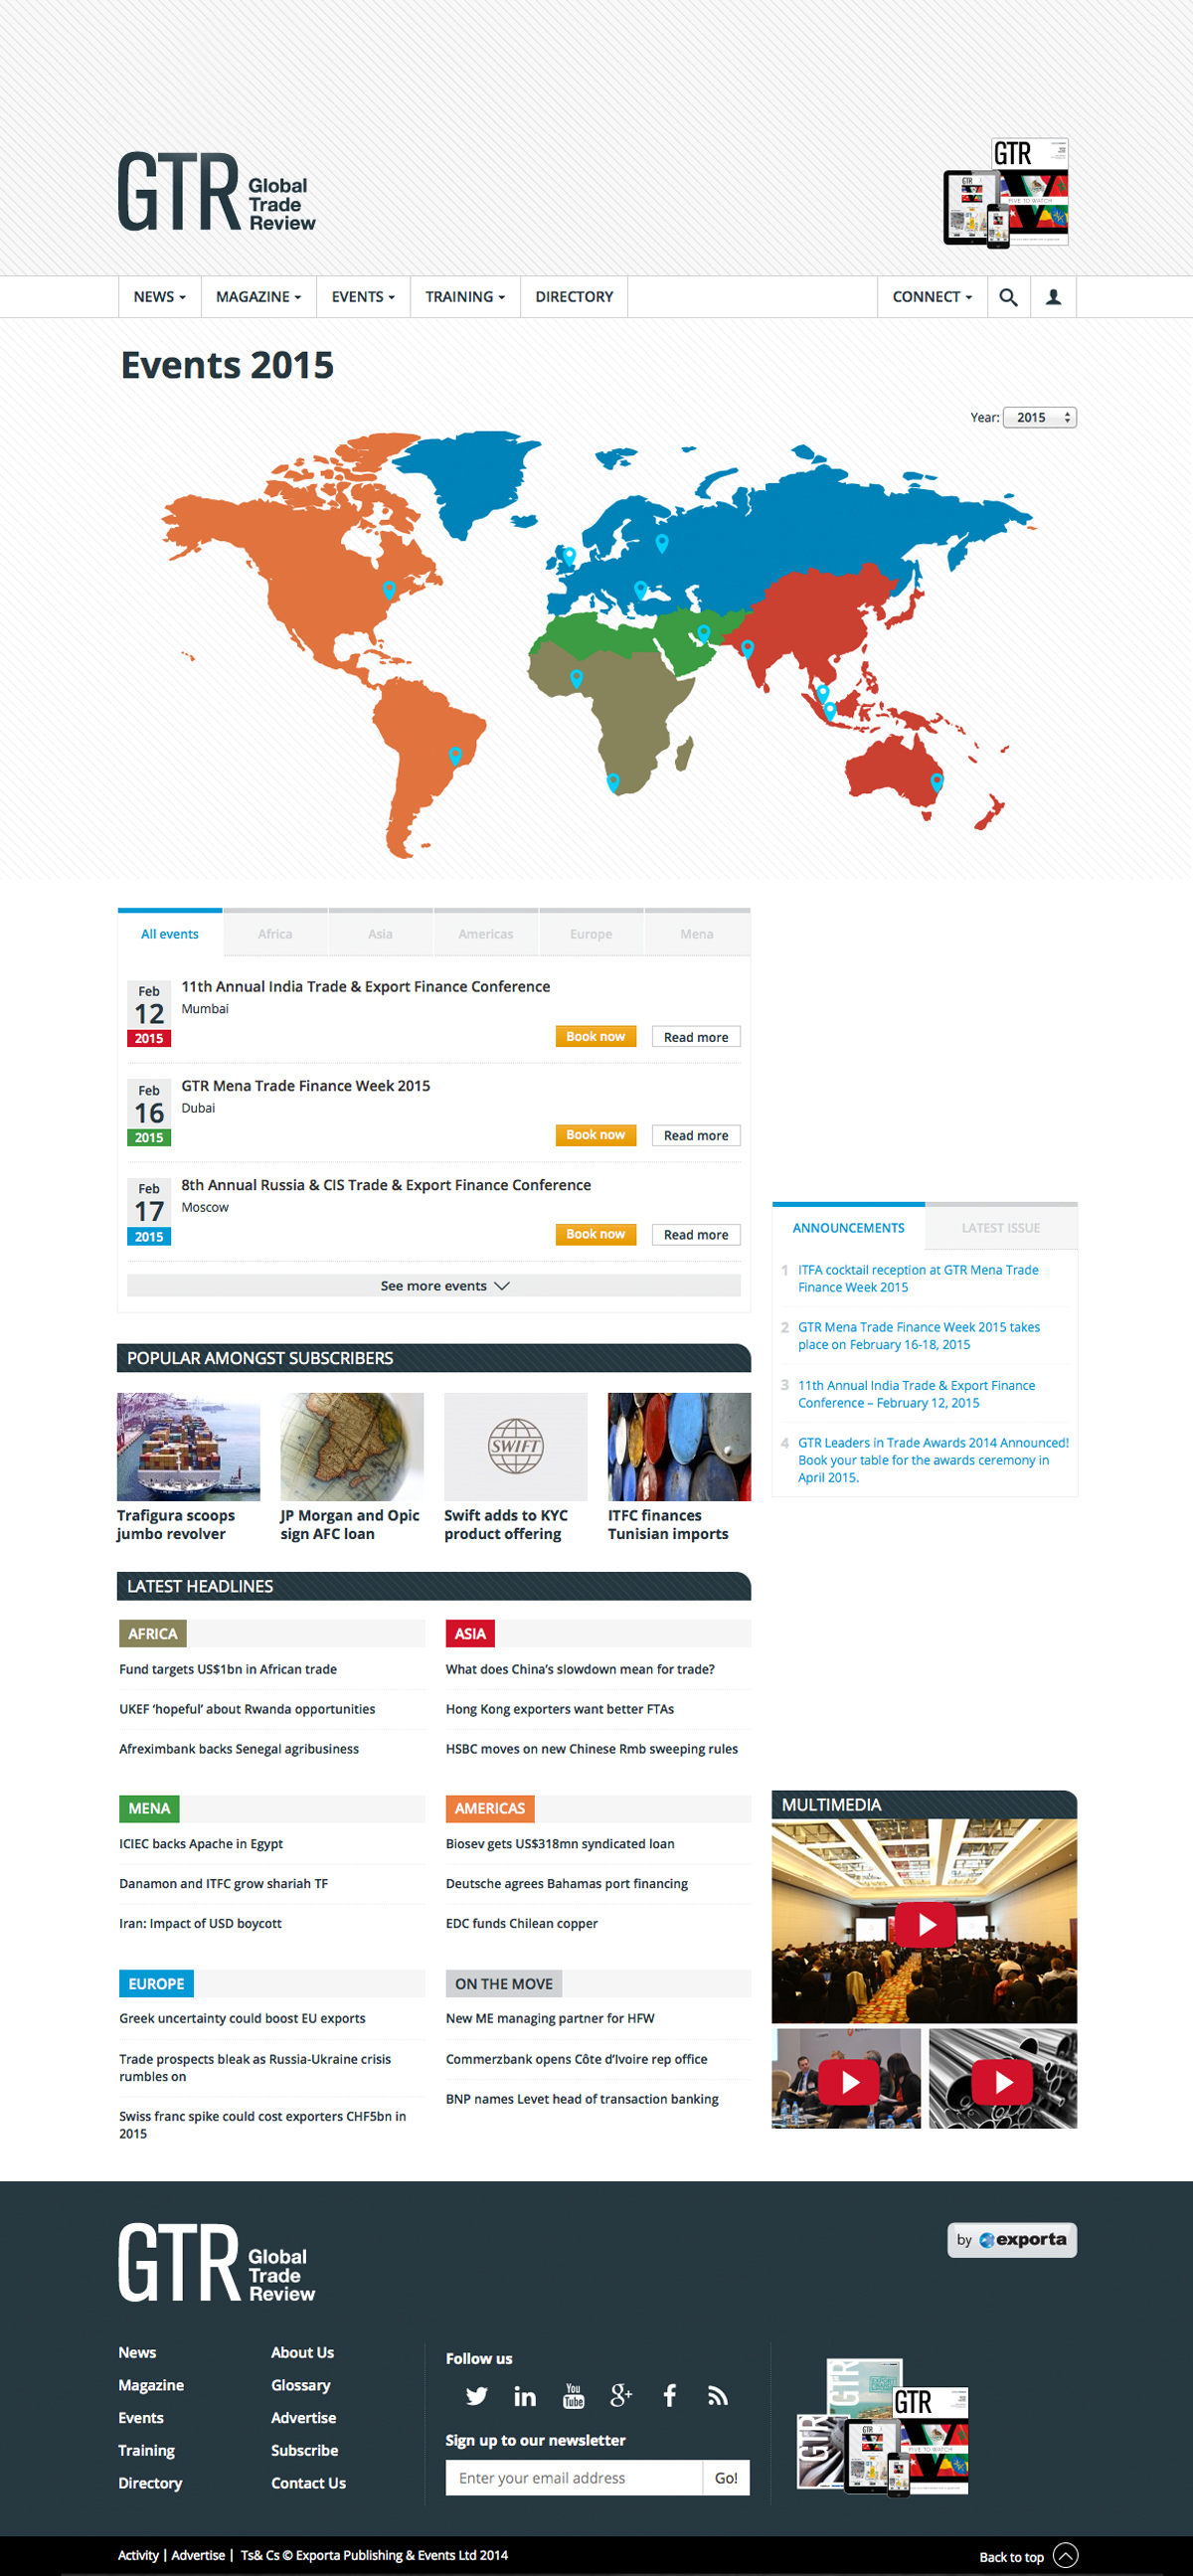 GTR Global
Trade
Review
GTR
FIVE TO WATCH
NEWS
MAGAZINE
EVENTS
TRAINING
DIRECTORY
CONNECT
Events 2015
Year: 2015
All events
Africa
Asia
Americas
Europe
Mena
Feb
12
2015
11th Annual India Trade & Export Finance Conference
Mumbai
Book now
Read more
Feb
16
2015
GTR Mena Trade Finance Week 2015
Dubai
Book now
Read more
Feb
17
2015
8th Annual Russia & CIS Trade & Export Finance Conference
Moscow
Book now
Read more
See more events
ANNOUNCEMENTS
LATEST ISSUE
1 ITFA cocktail reception at GTR Mena Trade
Finance Week 2015
2 GTR Mena Trade Finance Week 2015 takes
place on February 16-18, 2015
3 11th Annual India Trade & Export Finance
Conference – February 12, 2015
4 GTR Leaders in Trade Awards 2014 Announced!
Book your table for the awards ceremony in
April 2015.
POPULAR AMONGST SUBSCRIBERS
SWIFT
Trafigura scoops
jumbo revolver
JP Morgan and Opic
sign AFC loan
Swift adds to KYC
product offering
ITFC finances
Tunisian imports
LATEST HEADLINES
AFRICA
Fund targets US$1bn in African trade
UKEF ‘hopeful’ about Rwanda opportunities
Afreximbank backs Senegal agribusiness
ASIA
What does China’s slowdown mean for trade?
Hong Kong exporters want better FTAs
HSBC moves on new Chinese Rmb sweeping rules
MENA
ICIEC backs Apache in Egypt
Danamon and ITFC grow shariah TF
Iran: Impact of USD boycott
AMERICAS
Biosev gets US$318mn syndicated loan
Deutsche agrees Bahamas port financing
EDC funds Chilean copper
EUROPE
Greek uncertainty could boost EU exports
Trade prospects bleak as Russia-Ukraine crisis
rumbles on
Swiss franc spike could cost exporters CHF5bn in
2015
ON THE MOVE
New ME managing partner for HFW
Commerzbank opens Côte d’Ivoire rep office
BNP names Levet head of transaction banking
MULTIMEDIA
GTR Global
Trade
Review
by exporta
News
Magazine
Events
Training
Directory
About Us
Glossary
Advertise
Subscribe
Contact Us
Follow us
You
Tube
Sign up to our newsletter
Enter your email address
Go!
GTR
GTR
GTR
FIVE TO WATCH
Activity | Advertise | Ts& Cs © Exporta Publishing & Events Ltd 2014
Back to top